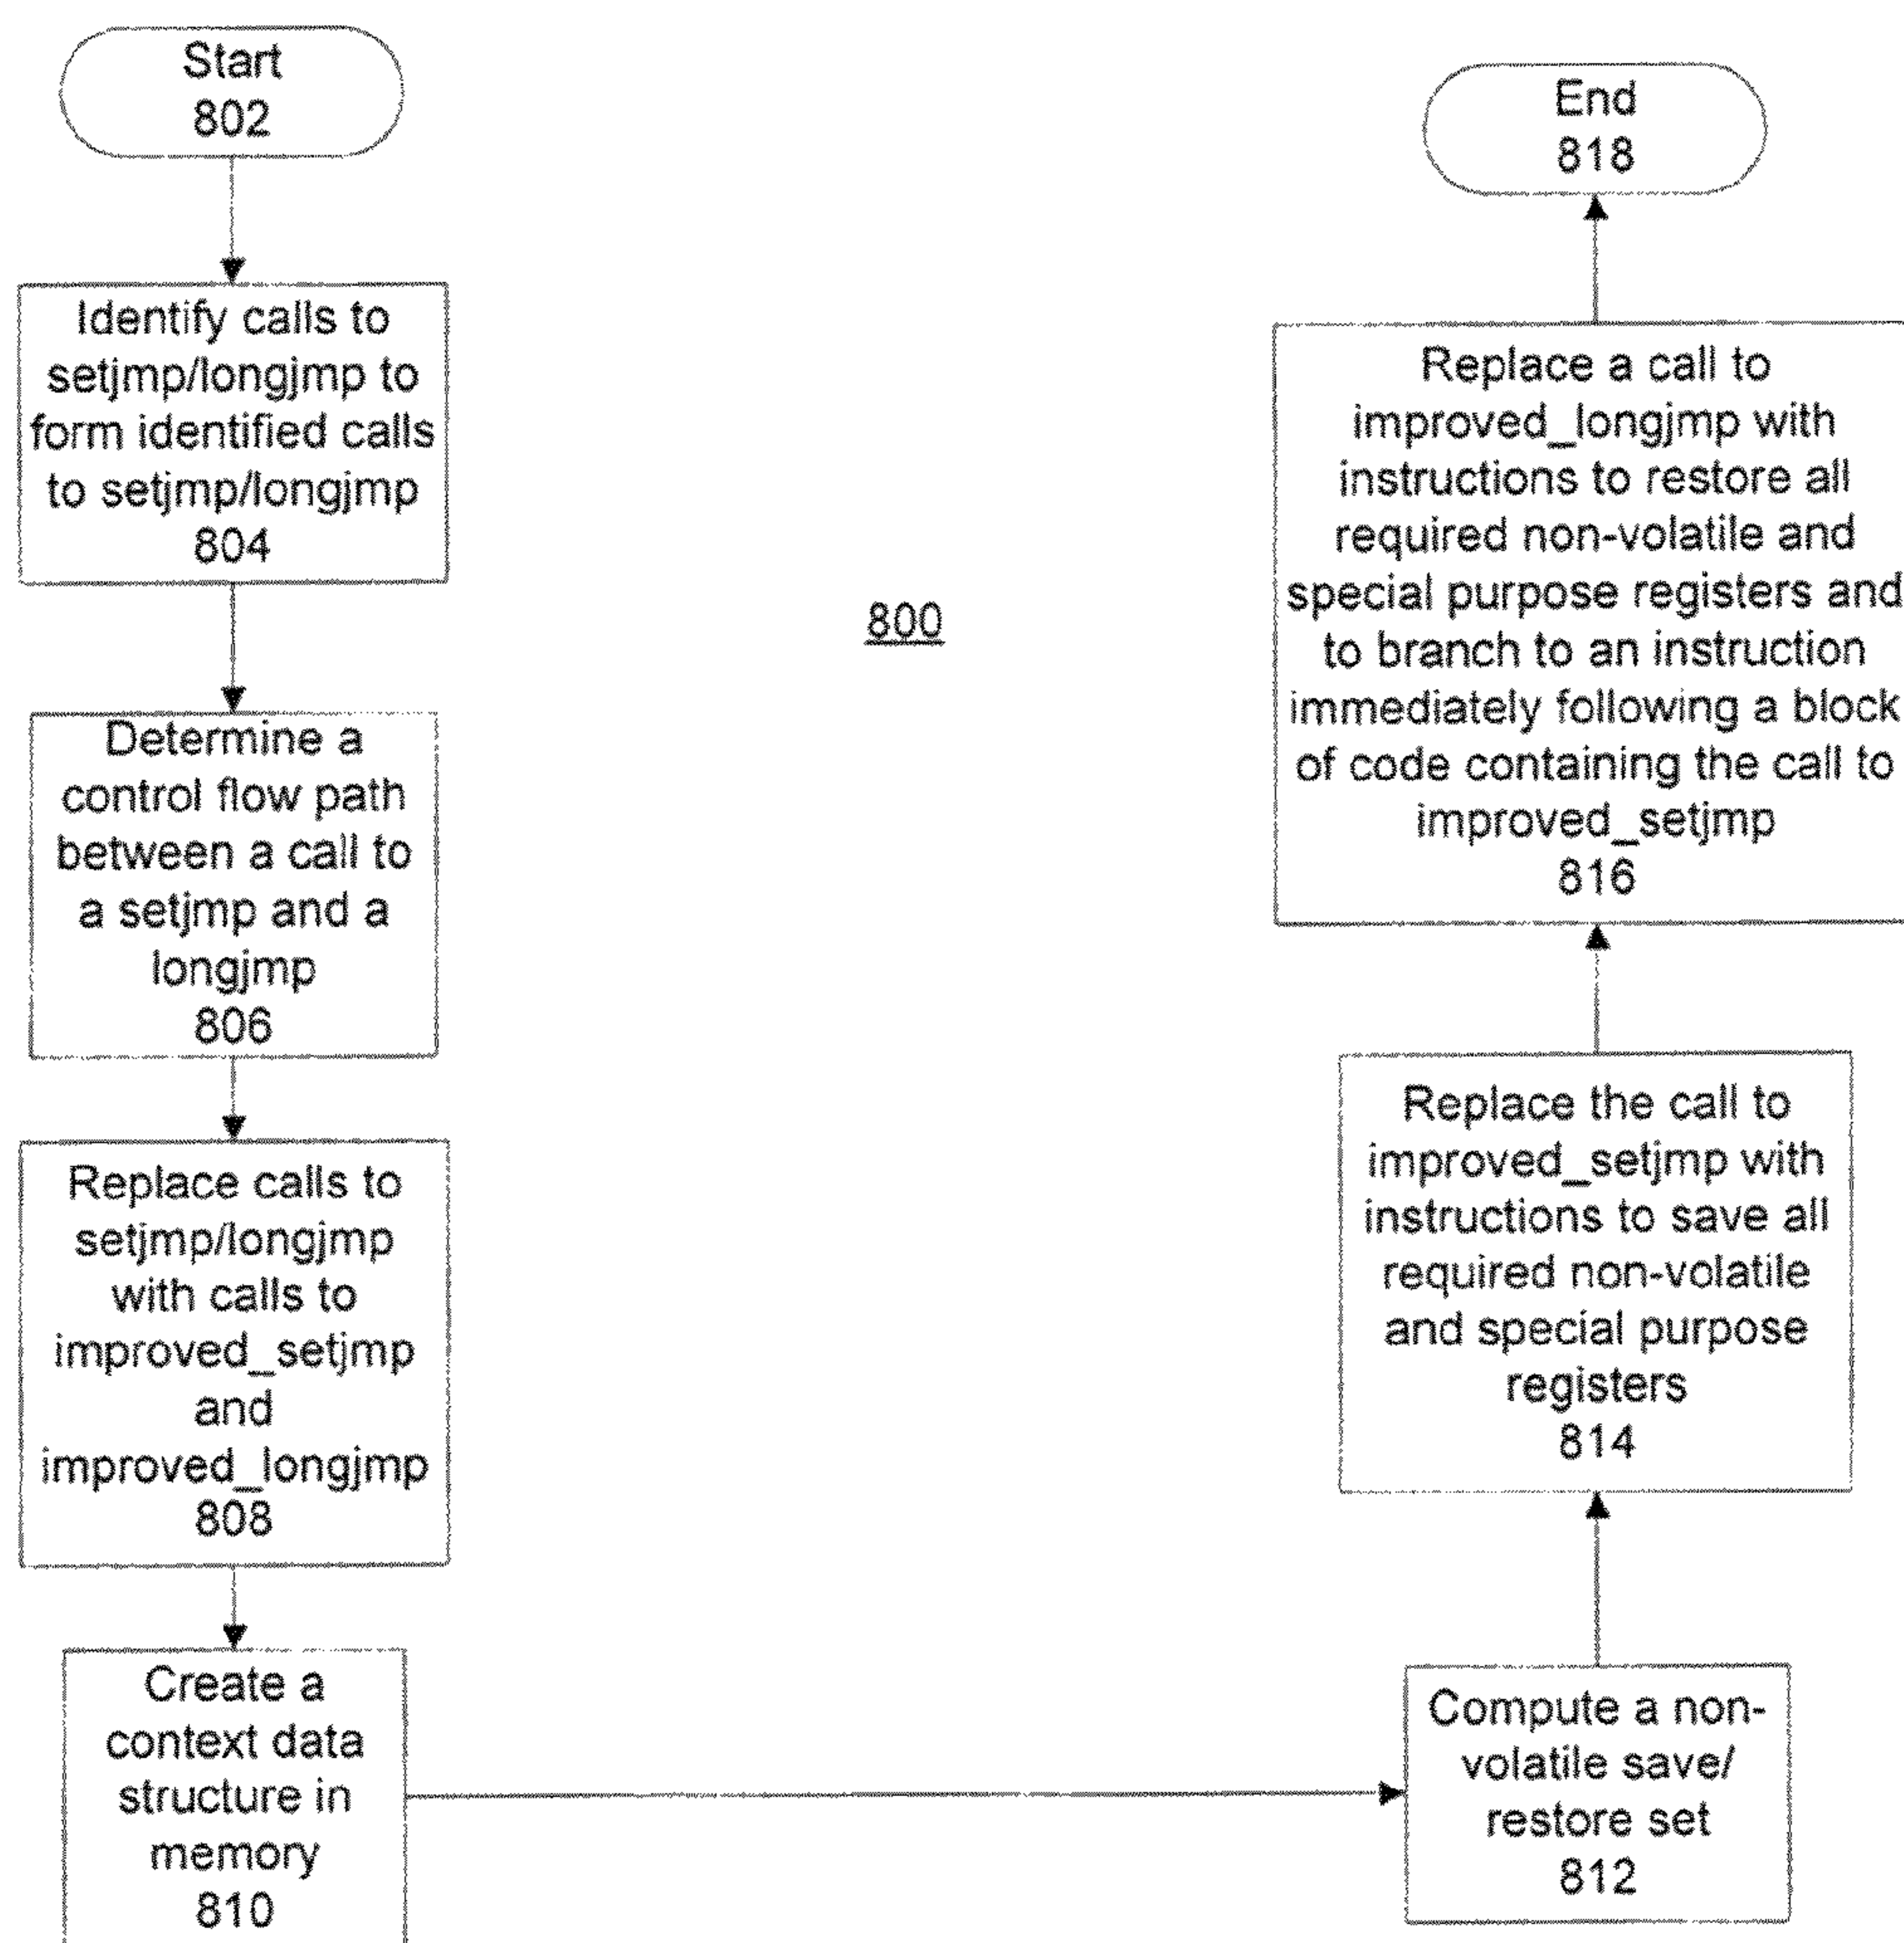 Start
802
Identify calls to
setjmp/longjmp to
form identified calls
to setjmp/longjmp
804
Determine a
control flow path
between a call to
a setjmp and a
longjmp
806
Replace calls to
setjmp/longjmp
with calls to
improved_setjmp
and
improved_longjmp
808
Create a
context data
structure in
memory
810
800
Compute a non-
volatile save/
restore set
812
Replace the call to
improved_setjmp with
instructions to save all
required non-volatile
and special purpose
registers
814
Replace a call to
improved_longjmp with
instructions to restore all
required non-volatile and
special purpose registers and
to branch to an instruction
immediately following a block
of code containing the call to
improved_setjmp
816
End
818